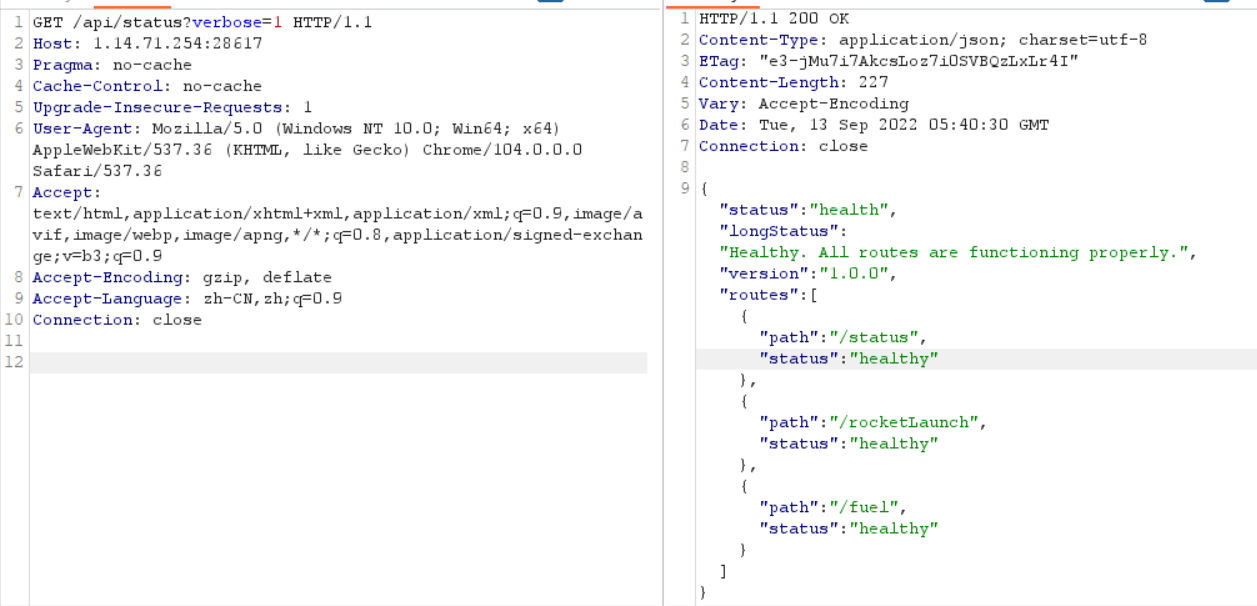 1 GET /api/status?verbose=1 HTTP/1.1
2 Host: 1.14.71.254:28617
3 Pragma: no-cache
4 Cache-Control: no-cache
5 Upgrade-Insecure-Requests: 1
6 User-Agent: Mozilla/5.0 (Windows NT 10.0; Win64; x64)
AppleWebKit/537.36 (KHTML, like Gecko) Chrome/104.0.0.0
Safari/537.36
7 Accept:
text/html,application/xhtml+xml,application/xml;q=0.9,image/a
vif,image/webp,image/apng,*/*;q=0.8,application/signed-exchan
ge;v=b3;q=0.9
8 Accept-Encoding: gzip, deflate
9 Accept-Language: zh-CN,zh;q=0.9
10 Connection: close
11
12
1 HTTP/1.1 200 OK
2 Content-Type: application/json; charset=utf-8
3 ETag: "e3-jMu7i7AkcsLoz7i0SVBQzLxLr4I"
4 Content-Length: 227
5 Vary: Accept-Encoding
6 Date: Tue, 13 Sep 2022 05:40:30 GMT
7 Connection: close
8
9 {
"status":"health",
"longStatus":
"Healthy. All routes are functioning properly.",
"version":"1.0.0",
"routes":[
{
"path":"/status",
"status":"healthy"
},
{
"path":"/rocketLaunch",
"status":"healthy"
},
{
"path":"/fuel",
"status":"healthy"
}
]
}